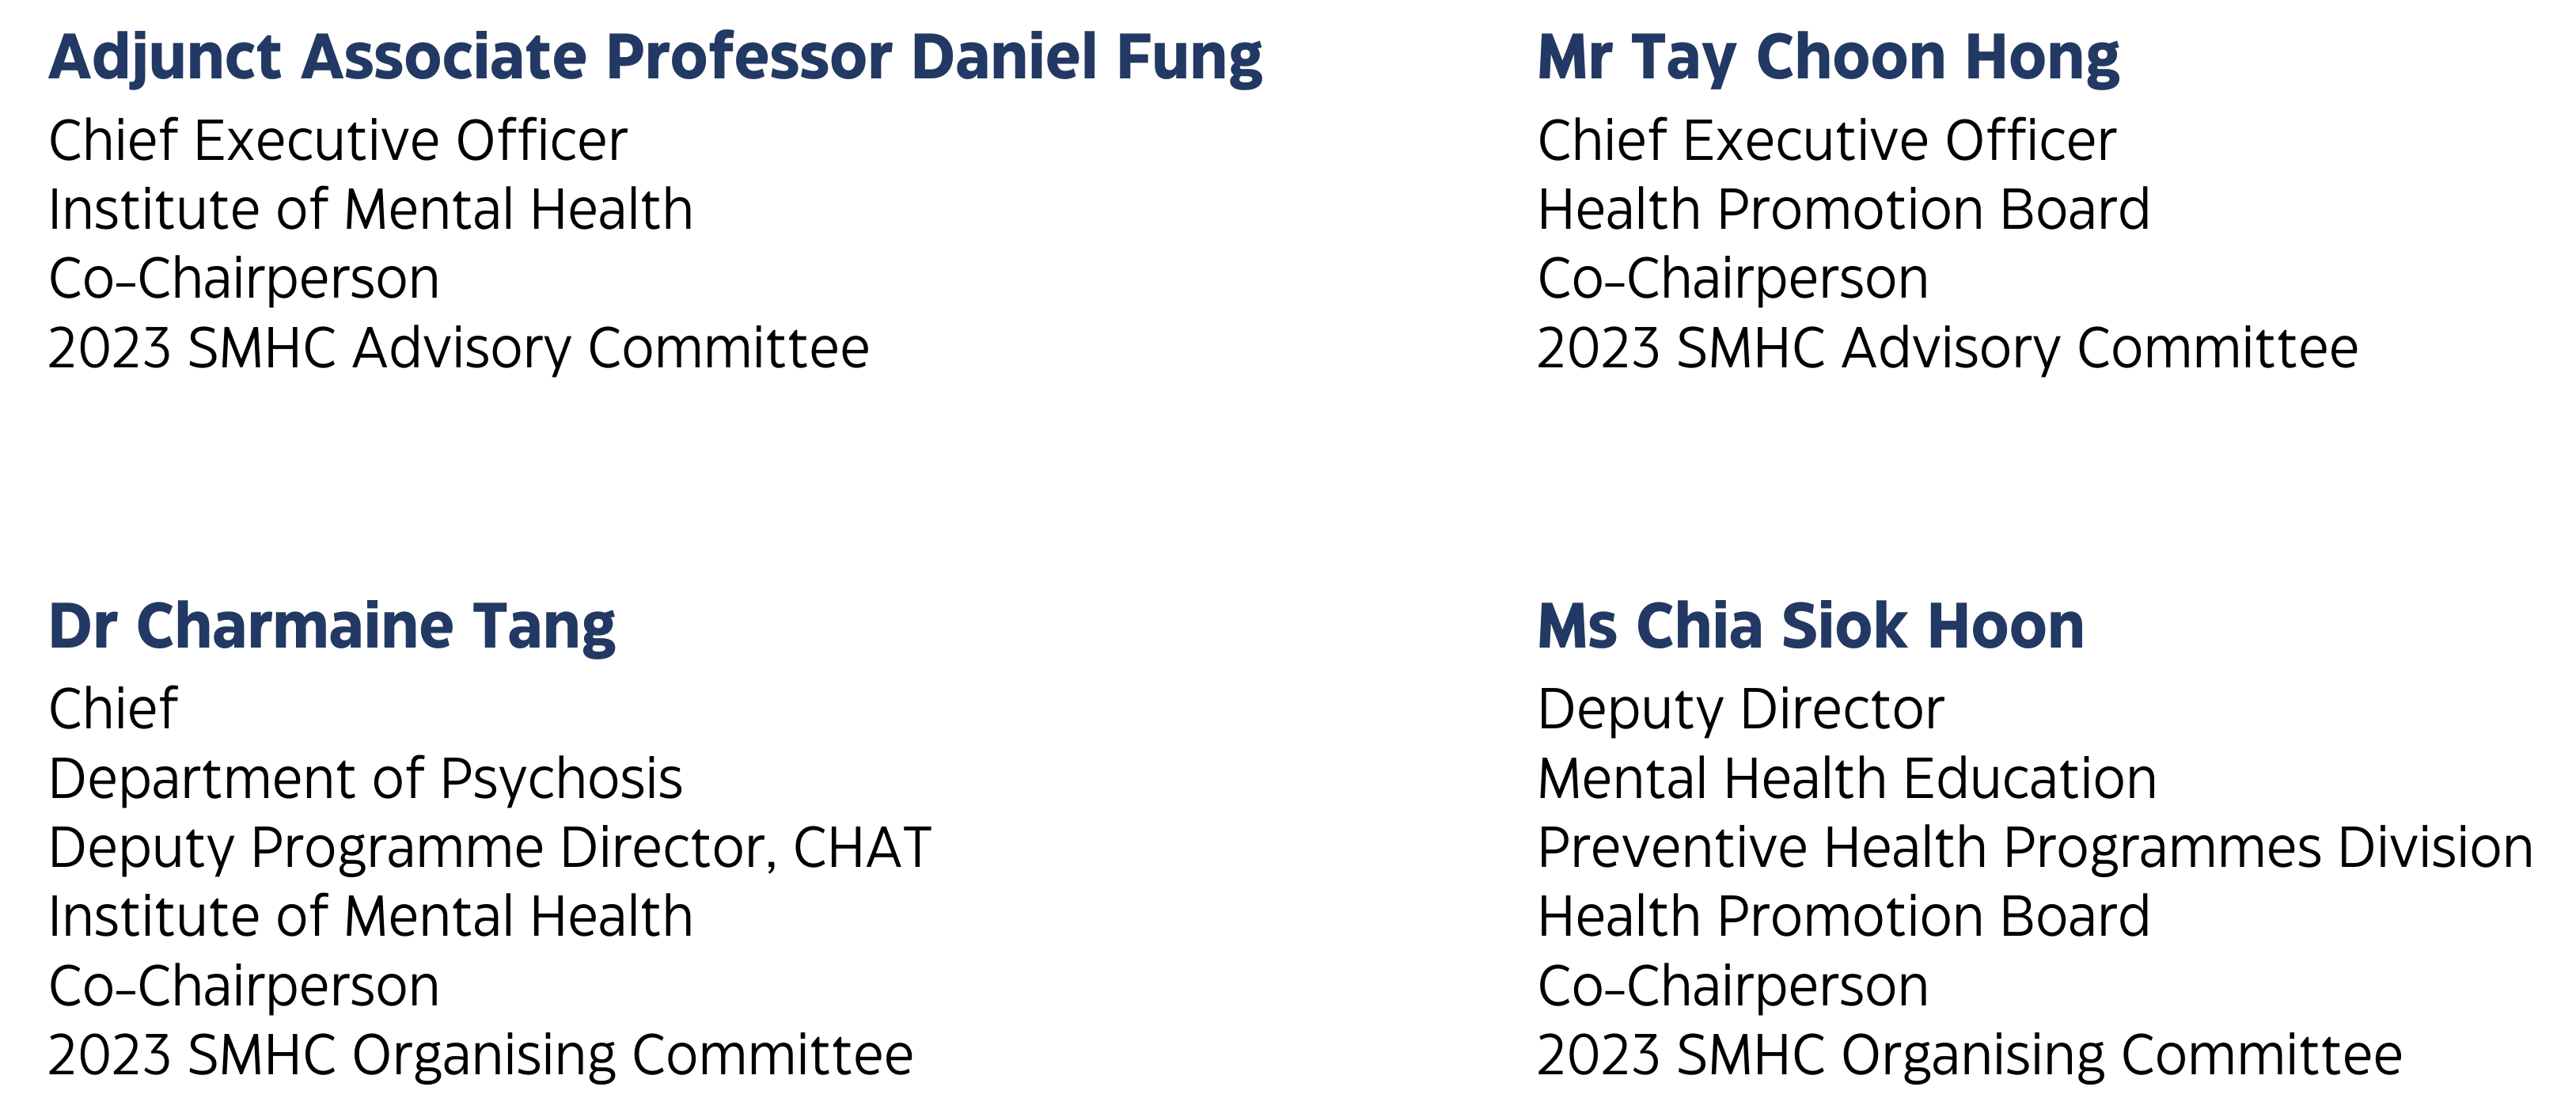 Adjunct Associate Professor Daniel Fung
Chief Executive Officer
Institute of Mental Health
Co-Chairperson
2023 SMHC Advisory Committee
Mr Tay Choon Hong
Chief Executive Officer
Health Promotion Board
Co-Chairperson
2023 SMHC Advisory Committee
Dr Charmaine Tang
Chief
Department of Psychosis
Deputy Programme Director, CHAT
Institute of Mental Health
Co-Chairperson
2023 SMHC Organising Committee
Ms Chia Siok Hoon
Deputy Director
Mental Health Education
Preventive Health Programmes Division
Health Promotion Board
Co-Chairperson
2023 SMHC Organising Committee